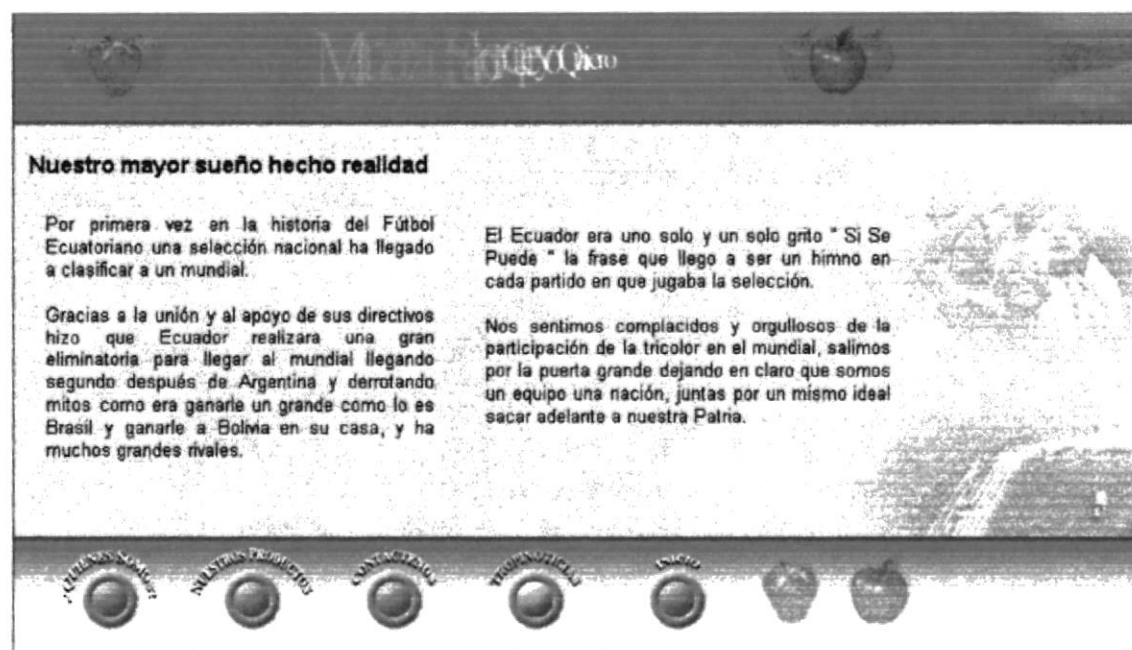 Nuestro mayor sueño hecho realidad
Por primera vez en la historia del Fútbol
Ecuatoriano una selección nacional ha llegado
a clasificar a un mundial.
Gracias a la unión y al apoyo de sus directivos
hizo que Ecuador realizara una gran
eliminatoria para llegar al mundial llegando
segundo después de Argentina y derrotando
mitos como era ganarle un grande como lo es
Brasil y ganarle a Bolivia en su casa, y ha
muchos grandes rivales.
El Ecuador era uno solo y un solo grito " Si Se
Puede " la frase que llego a ser un himno en
cada partido en que jugaba la selección.
Nos sentimos complacidos y orgullosos de la
participación de la tricolor en el mundial, salimos
por la puerta grande dejando en claro que somos
un equipo una nación, juntas por un mismo ideal
sacar adelante a nuestra Patria.
¿QUIÉNES SOMOS?
NUESTROS PRODUCTOS
CONTACTENOS
TROPINOTICIAS
INICIO